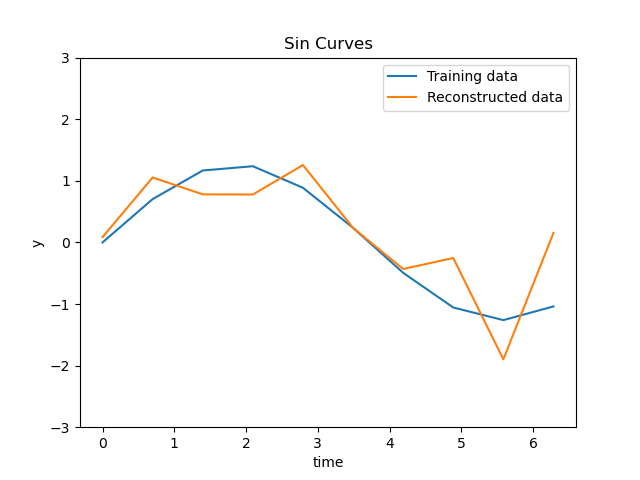 Sin Curves
Training data
Reconstructed data
3
2
1
0
−1
−2
−3
y
0 1 2 3 4 5 6
time